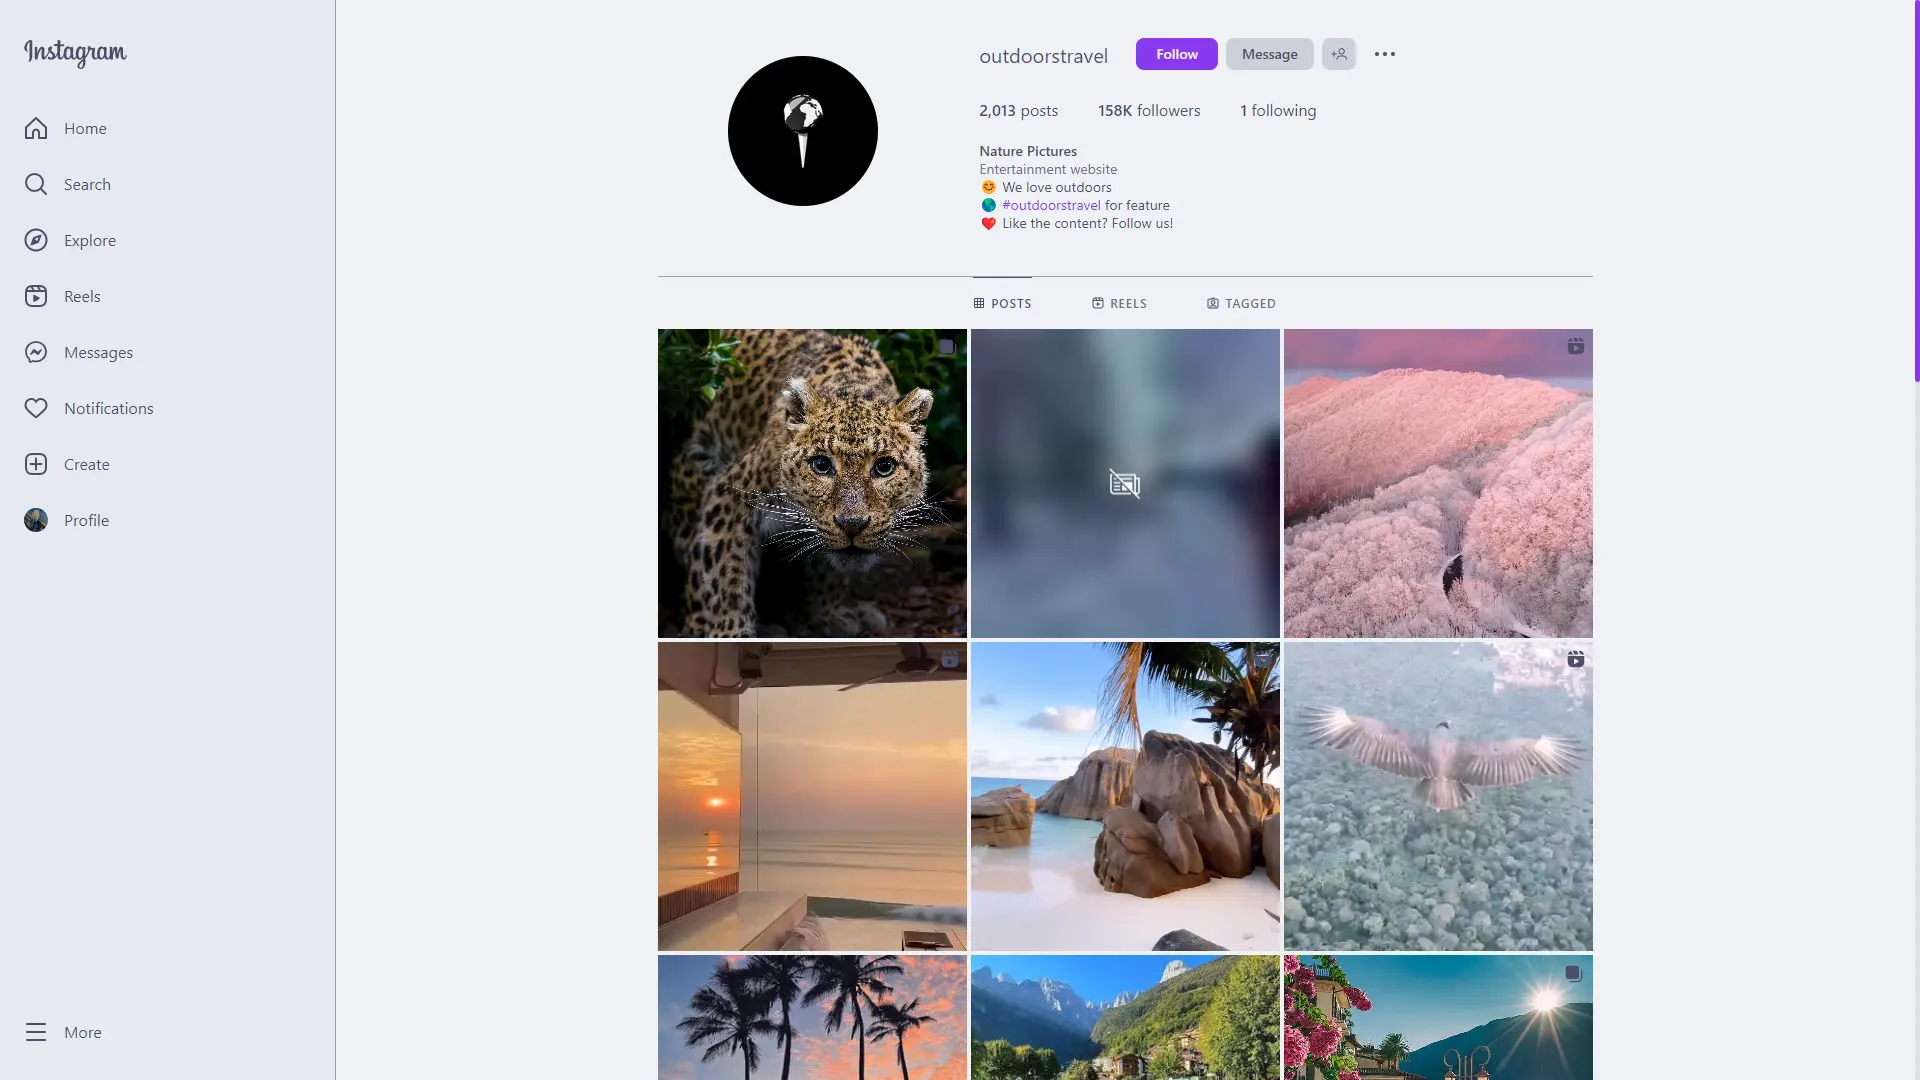 Instagram
Home
Search
Explore
Reels
Messages
Notifications
Create
Profile
More
outdoorstravel
Follow
Message
2,013 posts
158K followers
1 following
Nature Pictures
Entertainment website
😊 We love outdoors
🌎 #outdoorstravel for feature
❤️ Like the content? Follow us!
POSTS
REELS
TAGGED